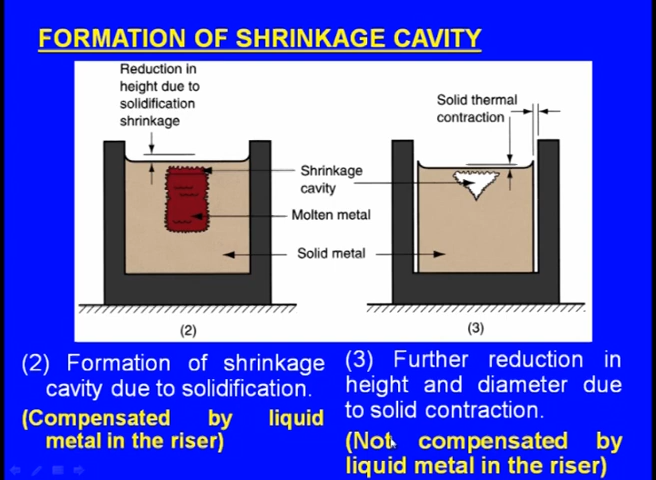 FORMATION OF SHRINKAGE CAVITY
Reduction in
height due to
solidification
shrinkage
Solid thermal
contraction
Shrinkage
cavity
Molten metal
Solid metal
(2)
(3)
(2) Formation of shrinkage
cavity due to solidification.
(Compensated by liquid
metal in the riser)
(3) Further reduction in
height and diameter due
to solid contraction.
(Not compensated by
liquid metal in the riser)